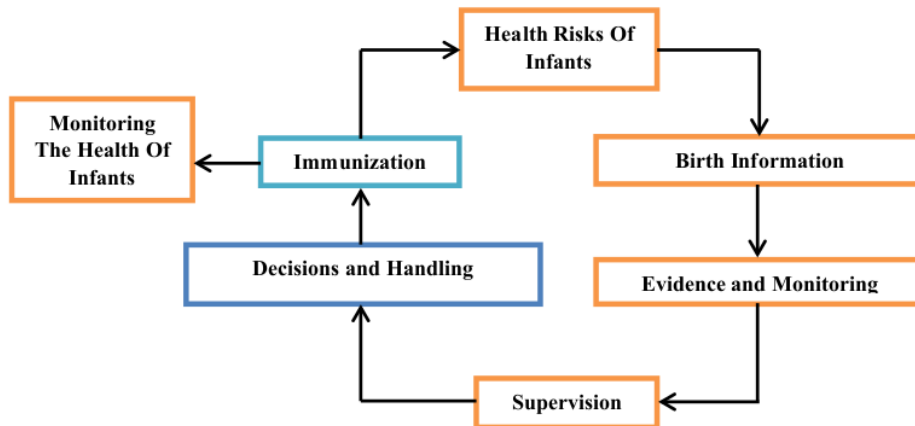 Health Risks Of
Infants
Monitoring
The Health Of
Infants
Immunization
Birth Information
Decisions and Handling
Evidence and Monitoring
Supervision